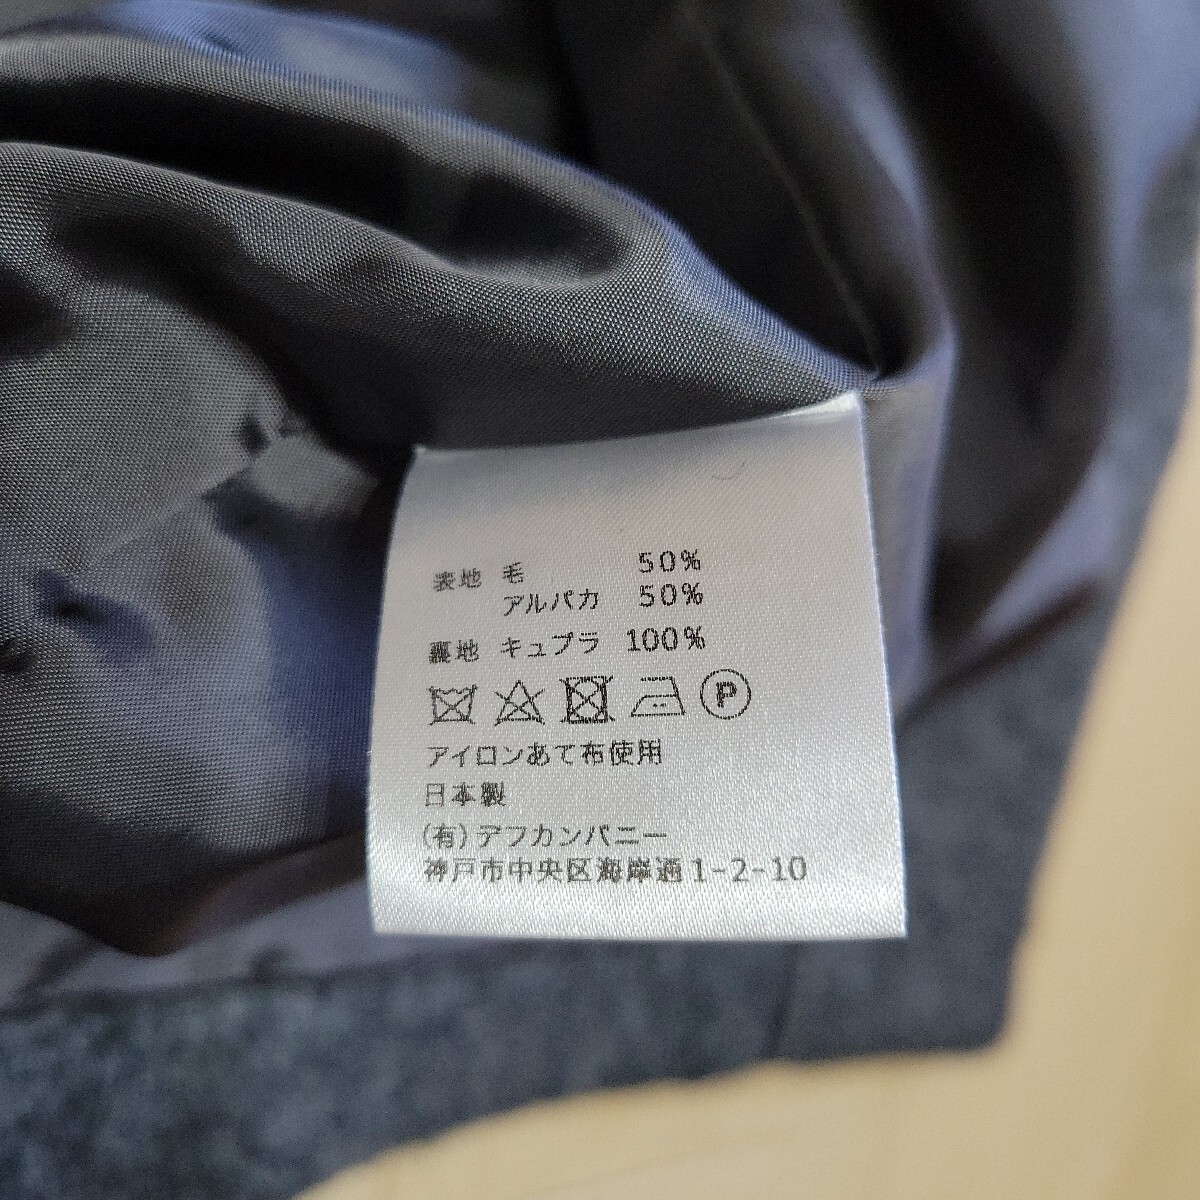 表地 毛 50%
アルパカ 50%
裏地 キュプラ 100%
P
アイロンあて布使用
日本製
(有)デフカンパニー
神戸市中央区海岸通1-2-10